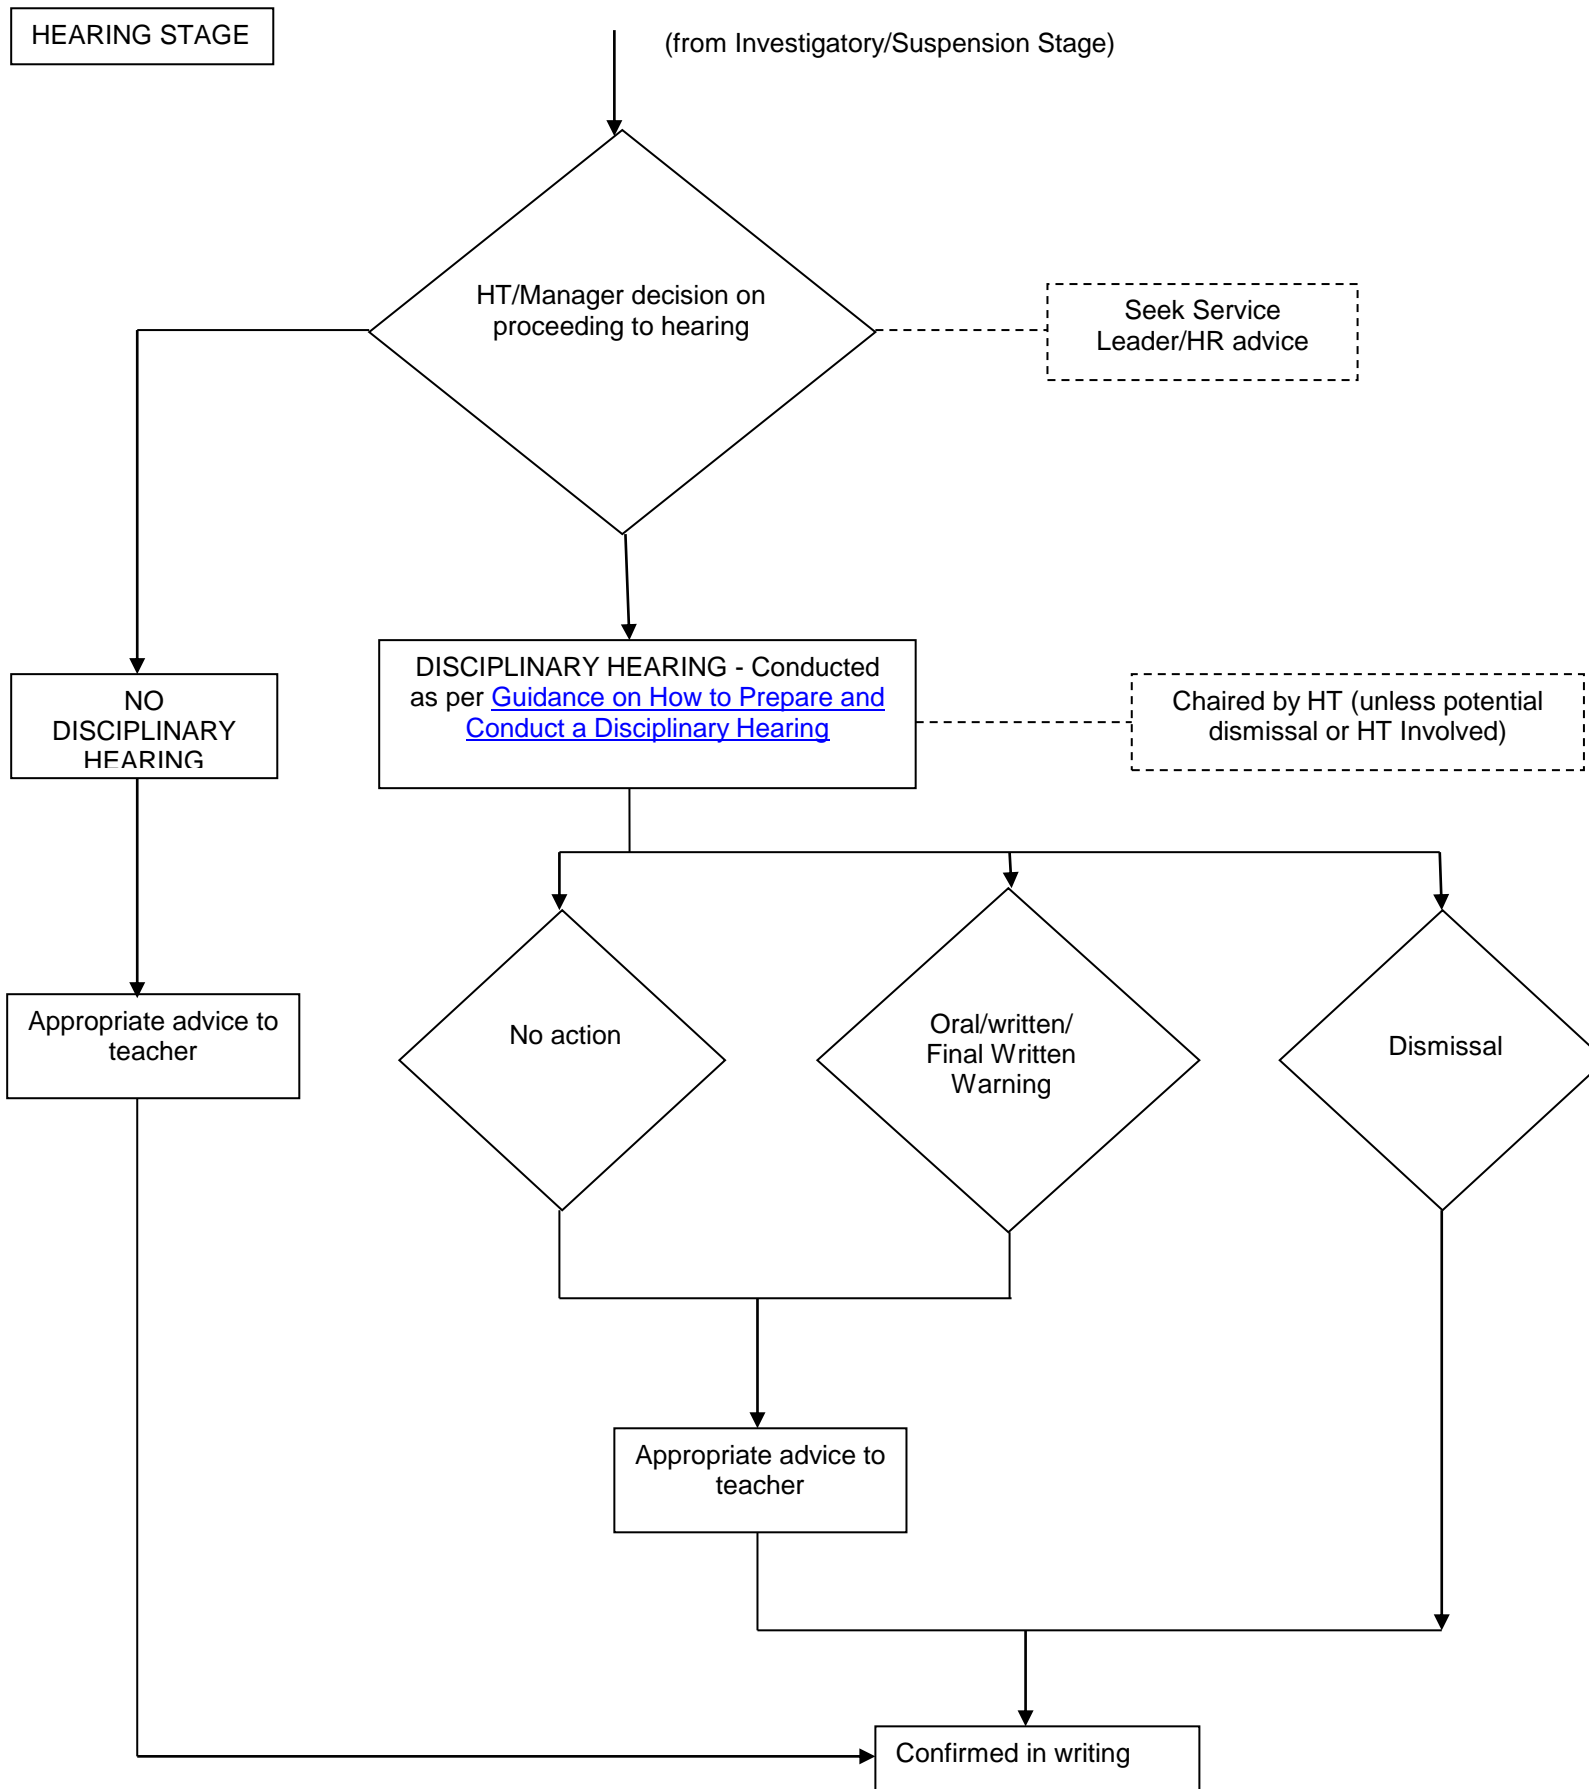 HEARING STAGE
(from Investigatory/Suspension Stage)
HT/Manager decision on
proceeding to hearing
Seek Service
Leader/HR advice
NO
DISCIPLINARY
HEARING
DISCIPLINARY HEARING - Conducted
as per Guidance on How to Prepare and
Conduct a Disciplinary Hearing
Chaired by HT (unless potential
dismissal or HT Involved)
Appropriate advice to
teacher
No action
Oral/written/
Final Written
Warning
Dismissal
Appropriate advice to
teacher
Confirmed in writing